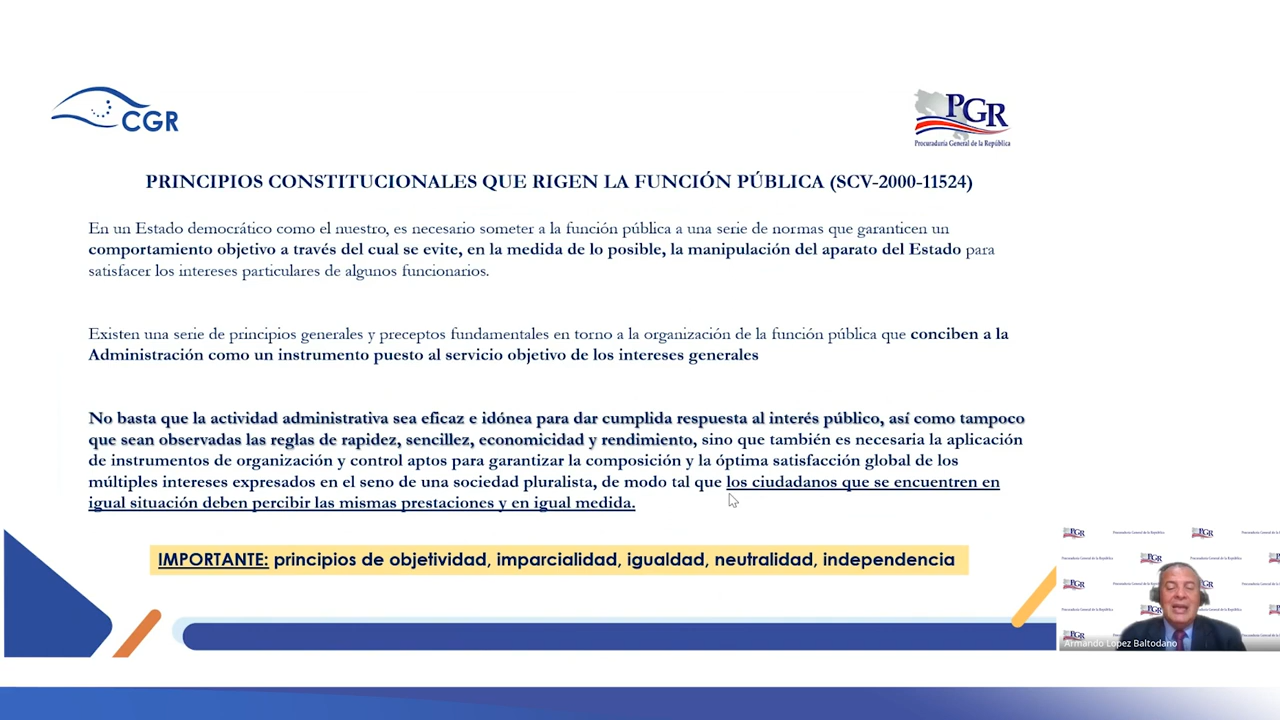 CGR
PGR
Procuraduría General de la República
PRINCIPIOS CONSTITUCIONALES QUE RIGEN LA FUNCIÓN PÚBLICA (SCV-2000-11524)
En un Estado democrático como el nuestro, es necesario someter a la función pública a una serie de normas que garanticen un
comportamiento objetivo a través del cual se evite, en la medida de lo posible, la manipulación del aparato del Estado para
satisfacer los intereses particulares de algunos funcionarios.
Existen una serie de principios generales y preceptos fundamentales en torno a la organización de la función pública que conciben a la
Administración como un instrumento puesto al servicio objetivo de los intereses generales
No basta que la actividad administrativa sea eficaz e idónea para dar cumplida respuesta al interés público, así como tampoco
que sean observadas las reglas de rapidez, sencillez, economicidad y rendimiento, sino que también es necesaria la aplicación
de instrumentos de organización y control aptos para garantizar la composición y la óptima satisfacción global de los
múltiples intereses expresados en el seno de una sociedad pluralista, de modo tal que los ciudadanos que se encuentren en
igual situación deben percibir las mismas prestaciones y en igual medida.
IMPORTANTE: principios de objetividad, imparcialidad, igualdad, neutralidad, independencia
Armando Lopez Baltodano